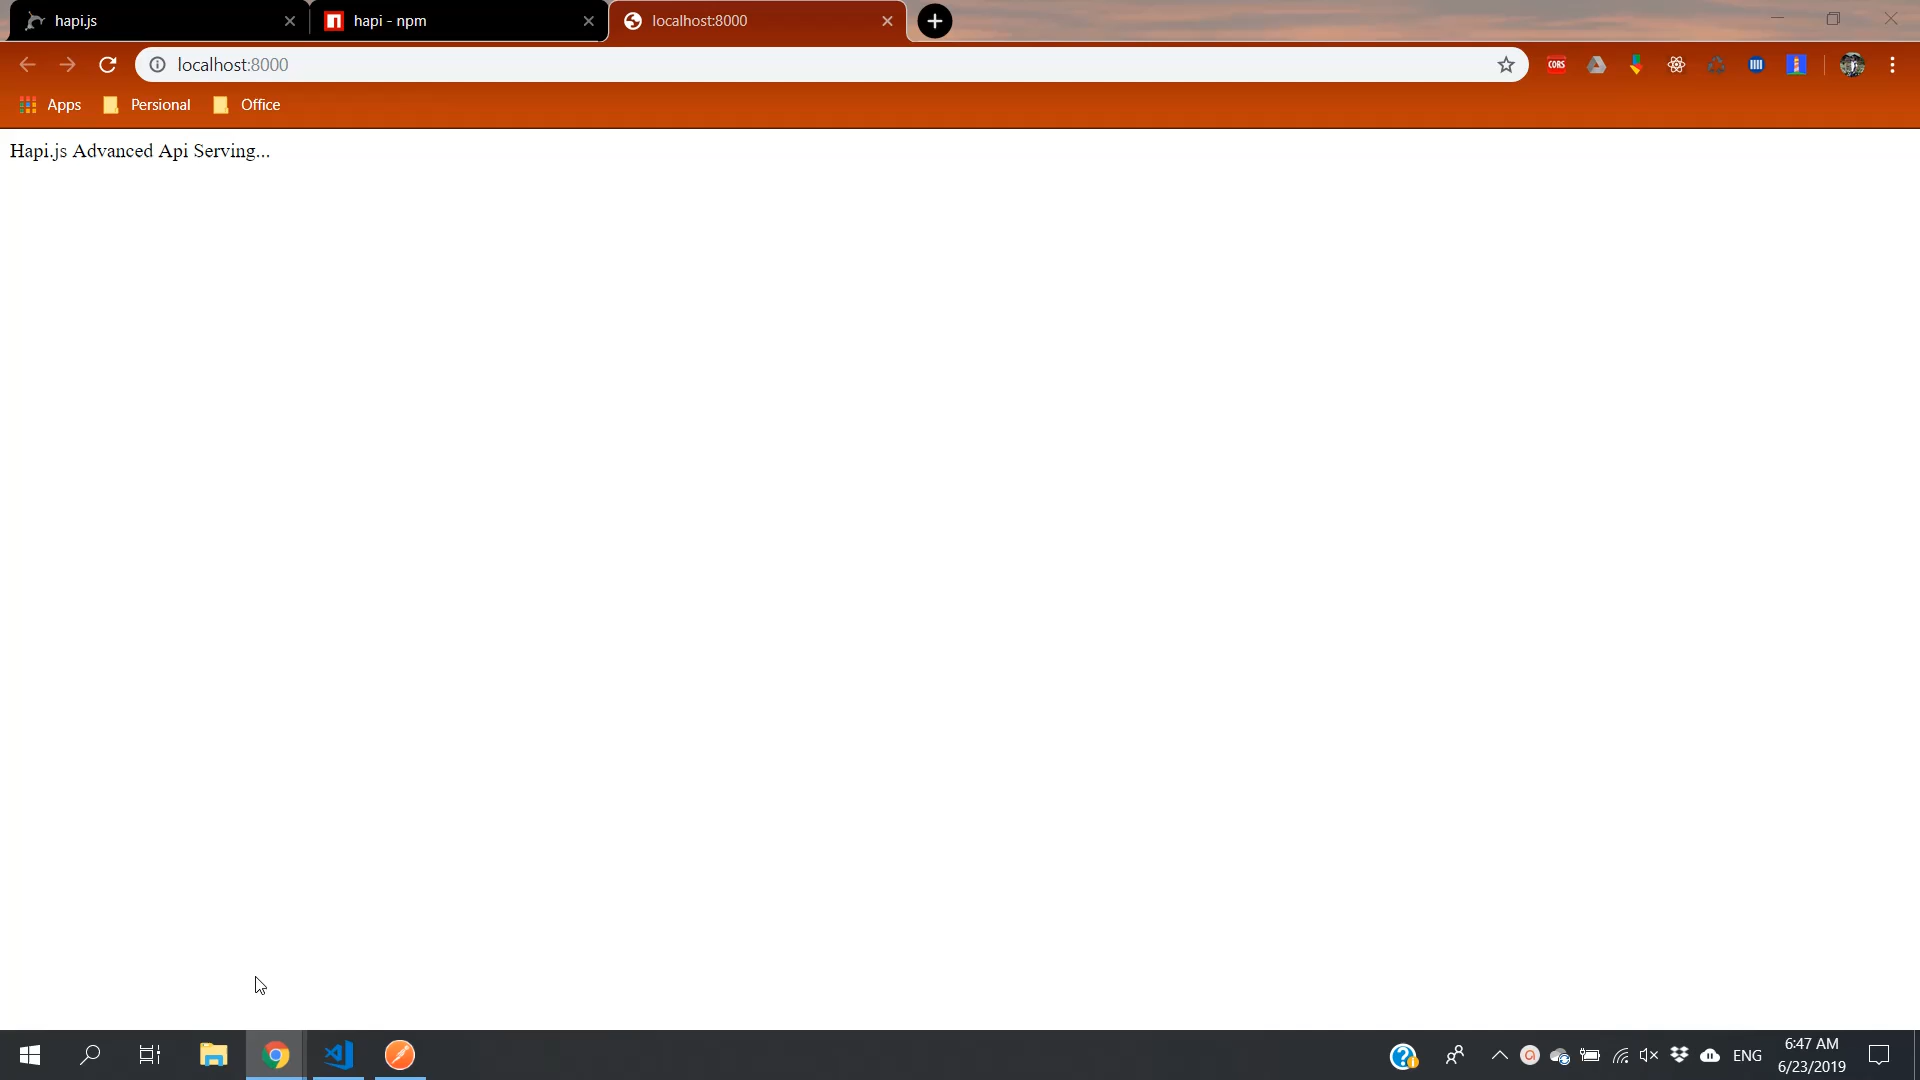 hapi.js
hapi - npm
localhost:8000
localhost:8000
CORS
Apps
Persional
Office
Hapi.js Advanced Api Serving...
ENG
6:47 AM
6/23/2019